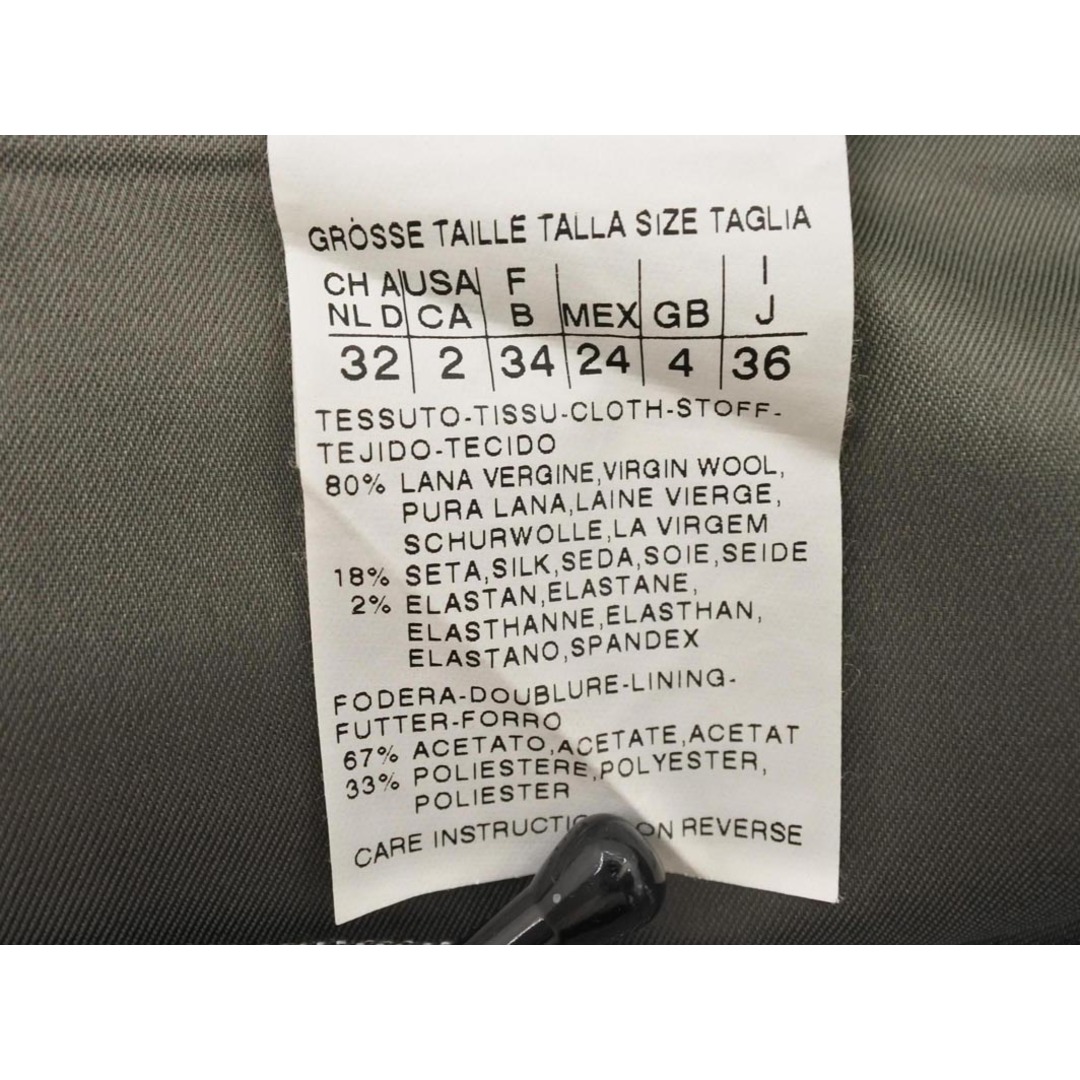 GRÖSSE TAILLE TALLA SIZE TAGLIA
CH A USA F I
NL D CA B MEX GB J
32 2 34 24 4 36
TESSUTO-TISSU-CLOTH-STOFF-
TEJIDO-TECIDO
80% LANA VERGINE,VIRGIN WOOL,
PURA LANA,LAINE VIERGE,
SCHURWOLLE,LA VIRGEM
18% SETA,SILK,SEDA,SOIE,SEIDE
2% ELASTAN,ELASTANE,
ELASTHANNE,ELASTHAN,
ELASTANO,SPANDEX
FODERA-DOUBLURE-LINING-
FUTTER-FORRO
67% ACETATO,ACETATE,ACETAT
33% POLIESTERE,POLYESTER,
POLIESTER
CARE ON REVERSE